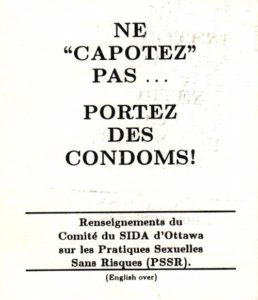 NE
“CAPOTEZ”
PAS ...
PORTEZ
DES
CONDOMS!
Renseignements du
Comité du SIDA d'Ottawa
sur les Pratiques Sexuelles
Sans Risques (PSSR).
(English over)